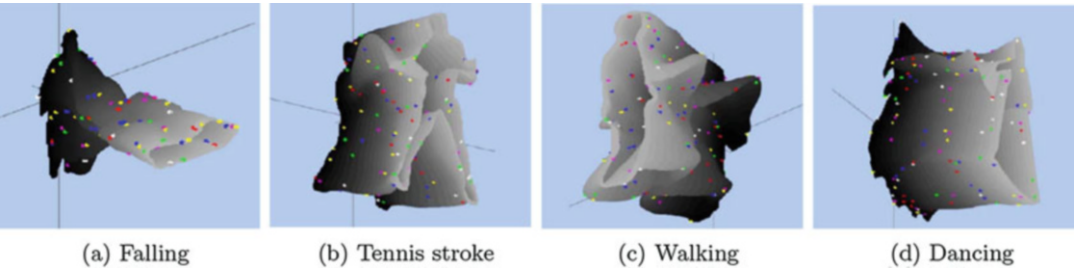 (a) Falling
(b) Tennis stroke
(c) Walking
(d) Dancing